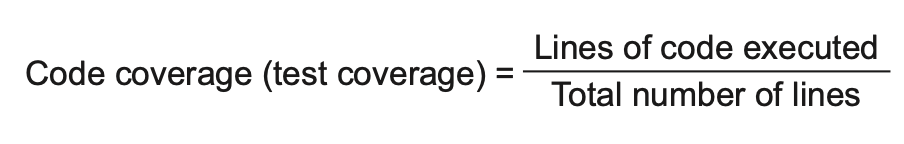 Code coverage (test coverage) =
Lines of code executed
Total number of lines